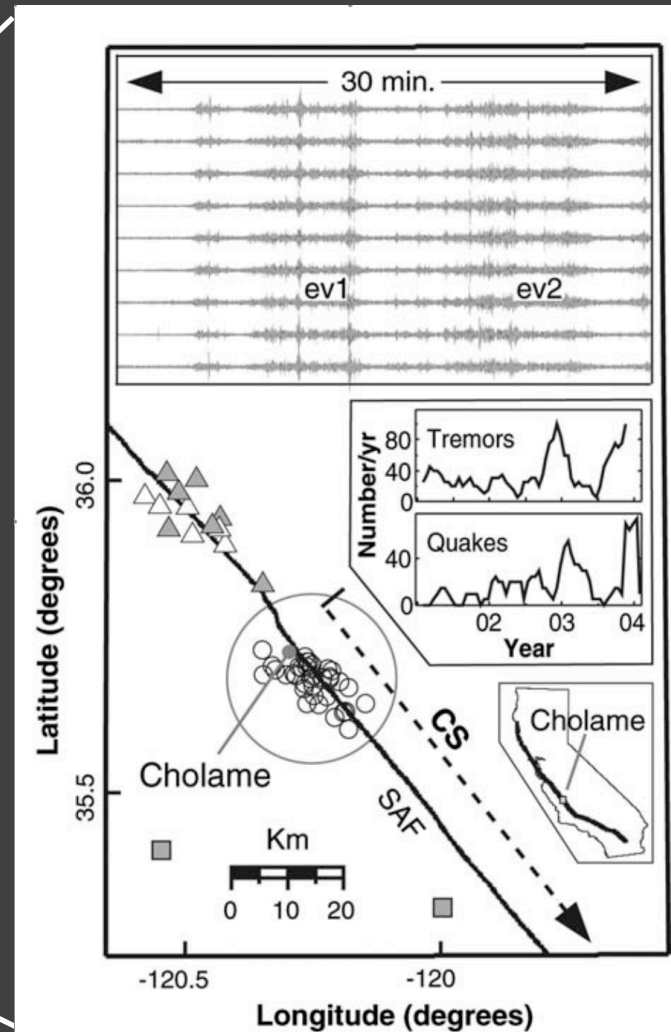 30 min.
ev1
ev2
Number/yr
80
40
0
Tremors
40
0
Quakes
02
03
04
Year
Latitude (degrees)
36.0
35.5
Cholame
CS
SAF
Cholame
Km
0 10 20
-120.5
-120
Longitude (degrees)